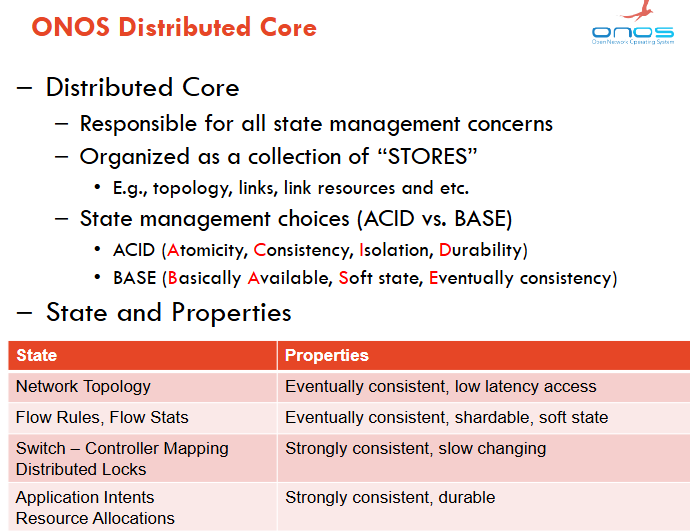 ONOS Distributed Core
onos
Open Network Operating System
– Distributed Core
– Responsible for all state management concerns
– Organized as a collection of “STORES”
• E.g., topology, links, link resources and etc.
– State management choices (ACID vs. BASE)
• ACID (Atomicity, Consistency, Isolation, Durability)
• BASE (Basically Available, Soft state, Eventually consistency)
– State and Properties
State Properties
Network Topology Eventually consistent, low latency access
Flow Rules, Flow Stats Eventually consistent, shardable, soft state
Switch – Controller Mapping Strongly consistent, slow changing
Distributed Locks
Application Intents Strongly consistent, durable
Resource Allocations